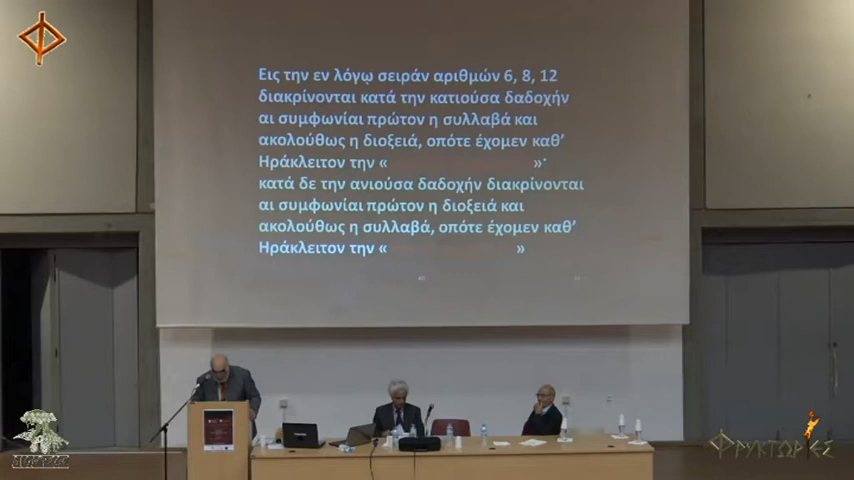 Εις την εν λόγῳ σειράν αριθμών 6, 8, 12
διακρίνονται κατά την κατιούσα δαδοχήν
αι συμφωνίαι πρώτον η συλλαβά και
ακολούθως η διοξειά, οπότε έχομεν καθ’
Ηράκλειτον την « »·
κατά δε την ανιούσα δαδοχήν διακρίνονται
αι συμφωνίαι πρώτον η διοξειά και
ακολούθως η συλλαβά, οπότε έχομεν καθ’
Ηράκλειτον την « »
ΦρυκτωρίεΣ